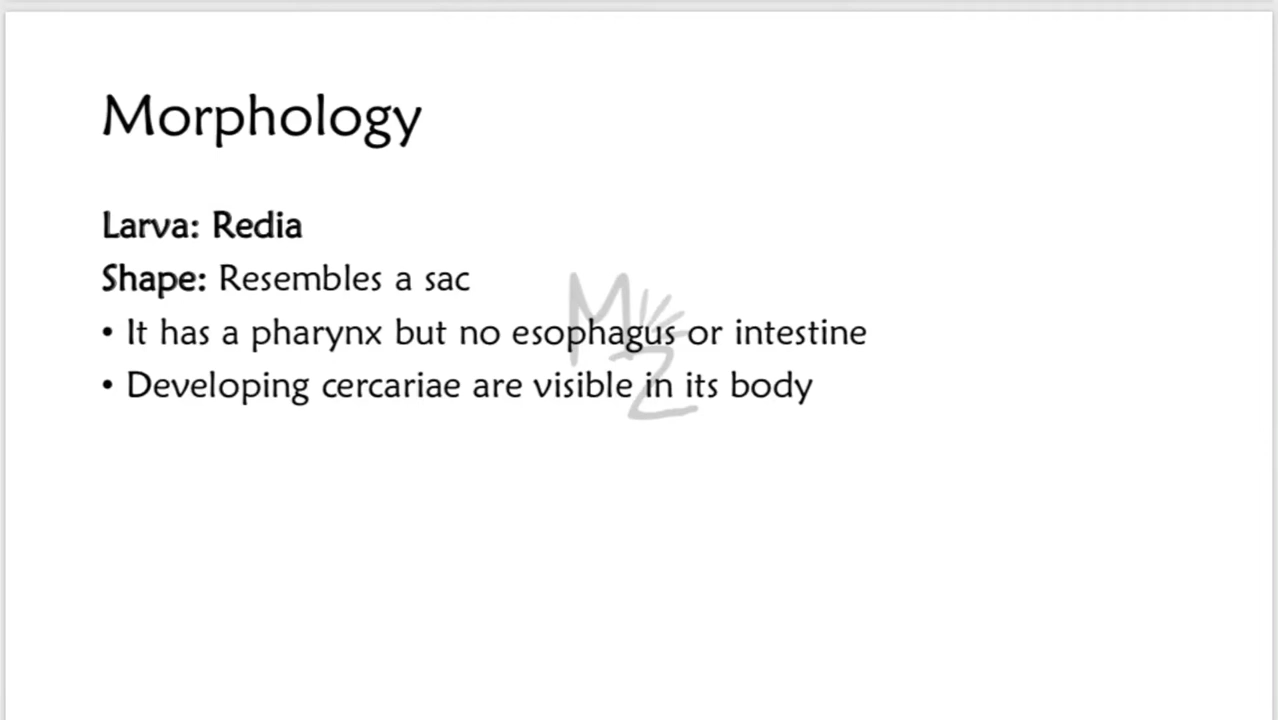 Morphology
Larva: Redia
Shape: Resembles a sac
• It has a pharynx but no esophagus or intestine
• Developing cercariae are visible in its body
MZ